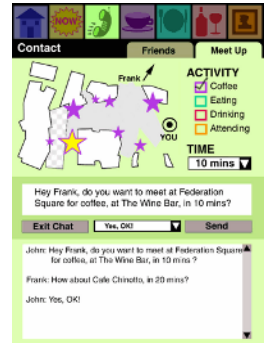 NOW!
Contact
Friends
Meet Up
Frank
YOU
ACTIVITY
Coffee
Eating
Drinking
Attending
TIME
10 mins
Hey Frank, do you want to meet at Federation
Square for coffee, at The Wine Bar, in 10 mins?
Exit Chat
Yes, OK!
Send
John: Hey Frank, do you want to meet at Federation Square
for coffee, at The Wine Bar, in 10 mins ?
Frank: How about Cafe Chinotto, in 20 mins?
John: Yes, OK!